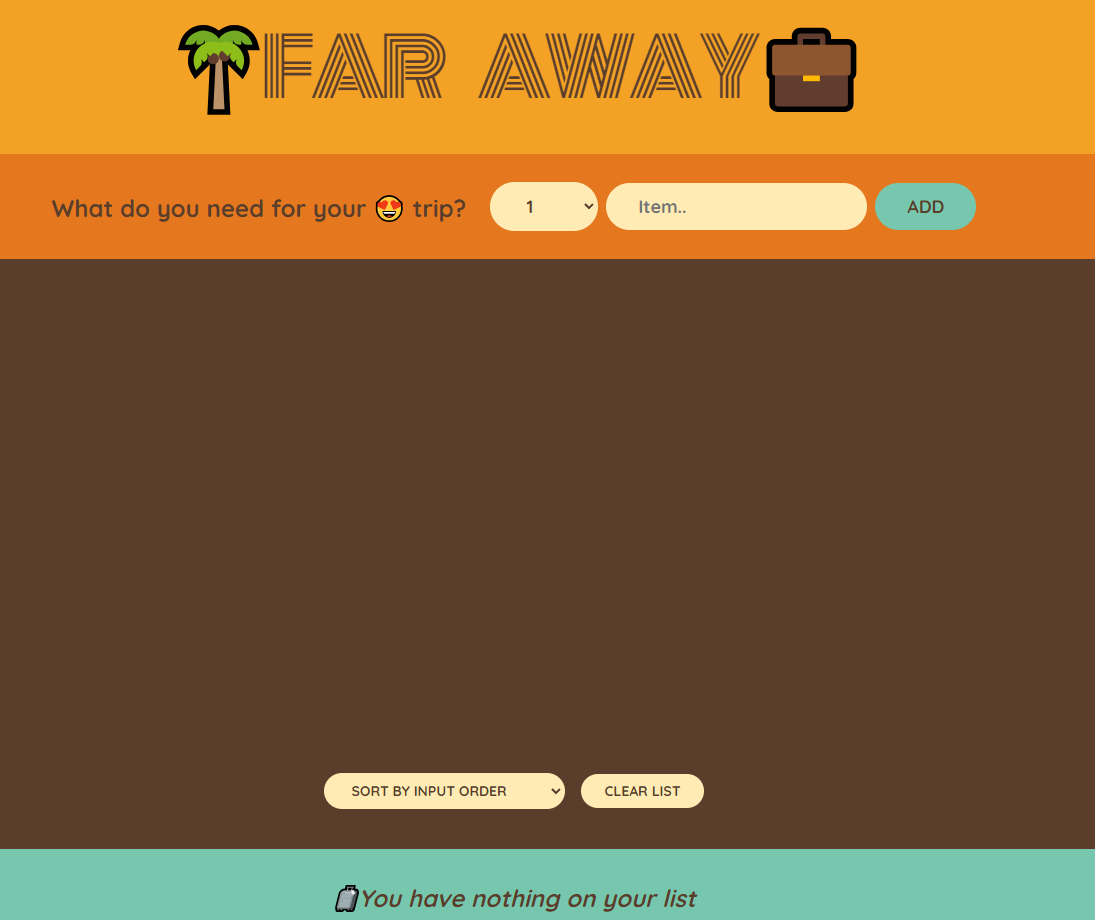 🌴FAR AWAY💼
What do you need for your 😍 trip? 1 Item.. ADD
SORT BY INPUT ORDER CLEAR LIST
🧳You have nothing on your list